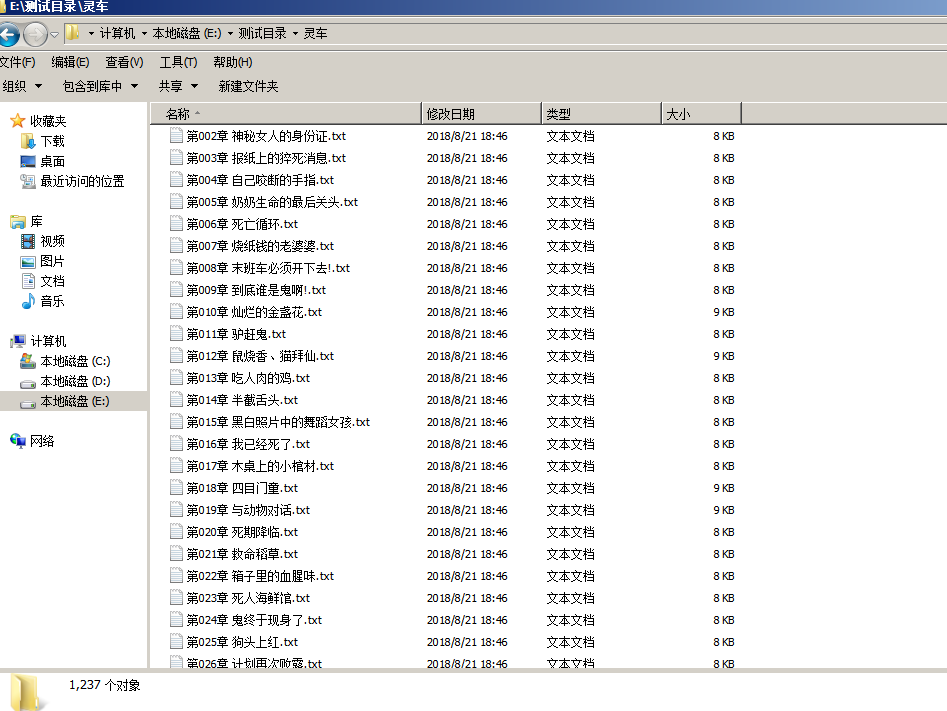 E:\测试目录\灵车
计算机 本地磁盘 (E:) 测试目录 灵车
文件(F) 编辑(E) 查看(V) 工具(T) 帮助(H)
组织 包含到库中 共享 新建文件夹
收藏夹
下载
桌面
最近访问的位置
库
视频
图片
文档
音乐
计算机
本地磁盘 (C:)
本地磁盘 (D:)
本地磁盘 (E:)
网络
名称 修改日期 类型 大小
第002章 神秘女人的身份证.txt 2018/8/21 18:46 文本文档 8 KB
第003章 报纸上的猝死消息.txt 2018/8/21 18:46 文本文档 8 KB
第004章 自己咬断的手指.txt 2018/8/21 18:46 文本文档 8 KB
第005章 奶奶生命的最后关头.txt 2018/8/21 18:46 文本文档 8 KB
第006章 死亡循环.txt 2018/8/21 18:46 文本文档 8 KB
第007章 烧纸钱的老婆婆.txt 2018/8/21 18:46 文本文档 8 KB
第008章 末班车必须开下去!.txt 2018/8/21 18:46 文本文档 8 KB
第009章 到底谁是鬼啊!.txt 2018/8/21 18:46 文本文档 8 KB
第010章 灿烂的金盏花.txt 2018/8/21 18:46 文本文档 9 KB
第011章 驴赶鬼.txt 2018/8/21 18:46 文本文档 8 KB
第012章 鼠烧香、猫拜仙.txt 2018/8/21 18:46 文本文档 9 KB
第013章 吃人肉的鸡.txt 2018/8/21 18:46 文本文档 8 KB
第014章 半截舌头.txt 2018/8/21 18:46 文本文档 8 KB
第015章 黑白照片中的舞蹈女孩.txt 2018/8/21 18:46 文本文档 8 KB
第016章 我已经死了.txt 2018/8/21 18:46 文本文档 8 KB
第017章 木桌上的小棺材.txt 2018/8/21 18:46 文本文档 8 KB
第018章 四目门童.txt 2018/8/21 18:46 文本文档 9 KB
第019章 与动物对话.txt 2018/8/21 18:46 文本文档 9 KB
第020章 死期降临.txt 2018/8/21 18:46 文本文档 8 KB
第021章 救命稻草.txt 2018/8/21 18:46 文本文档 8 KB
第022章 箱子里的血腥味.txt 2018/8/21 18:46 文本文档 8 KB
第023章 死人海鲜馆.txt 2018/8/21 18:46 文本文档 8 KB
第024章 鬼终于现身了.txt 2018/8/21 18:46 文本文档 8 KB
第025章 狗头上红.txt 2018/8/21 18:46 文本文档 8 KB
第026章 计划再次败露.txt 2018/8/21 18:46 文本文档 8 KB
1,237 个对象